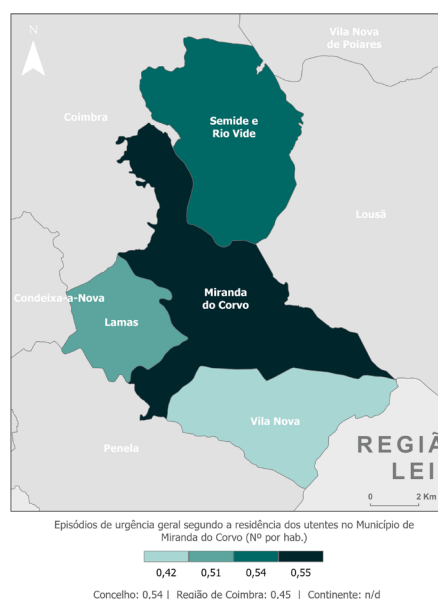 N
Vila Nova
de Poiares
Coimbra
Semide e
Rio Vide
Lousã
Miranda
do Corvo
Condeixa-a-Nova
Lamas
Vila Nova
Penela
REGIÃ
LEI
0 2 Km
Episódios de urgência geral segundo a residência dos utentes no Município de
Miranda do Corvo (Nº por hab.)
0,42 0,51 0,54 0,55
Concelho: 0.54 | Região de Coimbra: 0.45 | Continente: n/d